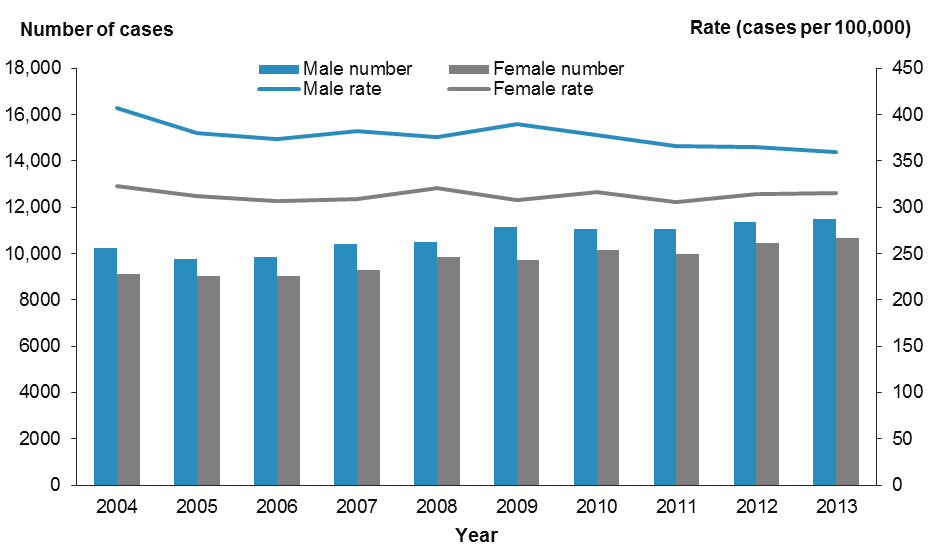 Number of cases
Rate (cases per 100,000)
18,000
450
Male number
Female number
Male rate
Female rate
16,000
400
14,000
350
12,000
300
10,000
250
8000
200
6000
150
4000
100
2000
50
0
0
2004 2005 2006 2007 2008 2009 2010 2011 2012 2013
Year